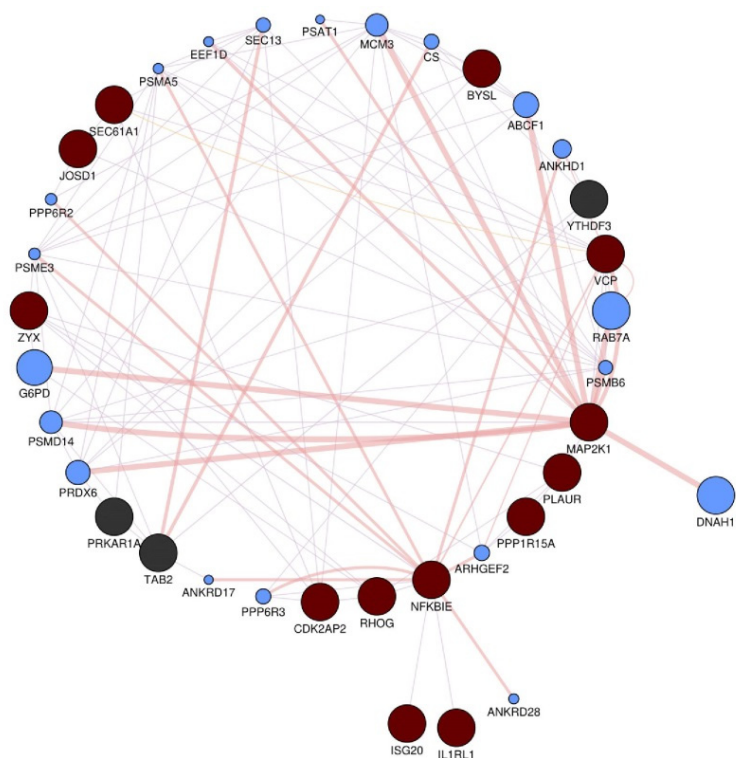 PSAT1
SEC13
MCM3
EEF1D
CS
PSMA5
BYSL
SEC61A1
ABCF1
JOSD1
ANKHD1
PPP6R2
YTHDF3
PSME3
VCP
ZYX
RAB7A
G6PD
PSMB6
PSMD14
MAP2K1
PRDX6
PLAUR
DNAH1
PRKAR1A
PPP1R15A
TAB2
ARHGEF2
ANKRD17
NFKBIE
PPP6R3
CDK2AP2
RHOG
ANKRD28
ISG20
IL1RL1